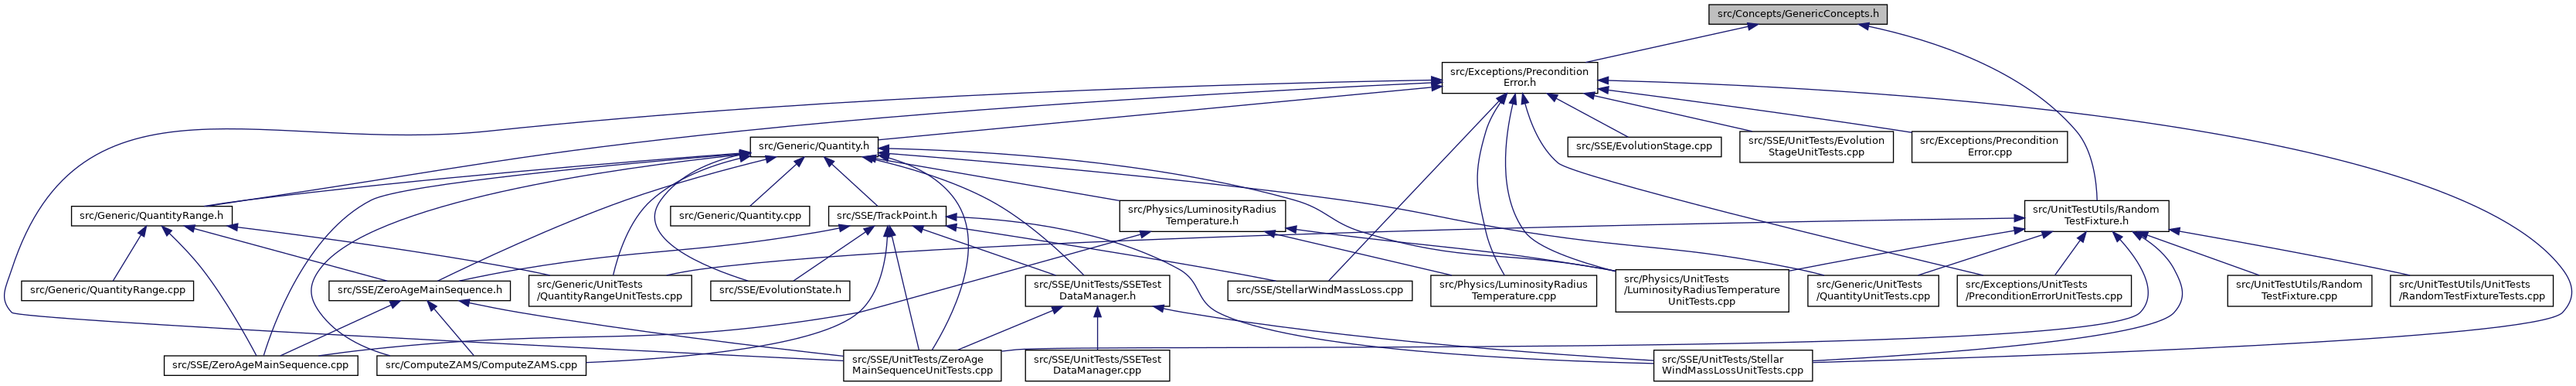 src/Concepts/GenericConcepts.h
src/Exceptions/Precondition
Error.h
src/Generic/Quantity.h
src/SSE/EvolutionStage.cpp
src/SSE/UnitTests/Evolution
StageUnitTests.cpp
src/Exceptions/Precondition
Error.cpp
src/Generic/QuantityRange.h
src/Generic/Quantity.cpp
src/SSE/TrackPoint.h
src/Physics/LuminosityRadius
Temperature.h
src/UnitTestUtils/Random
TestFixture.h
src/Generic/QuantityRange.cpp
src/SSE/ZeroAgeMainSequence.h
src/Generic/UnitTests
/QuantityRangeUnitTests.cpp
src/SSE/EvolutionState.h
src/SSE/UnitTests/SSETest
DataManager.h
src/SSE/StellarWindMassLoss.cpp
src/Physics/LuminosityRadius
Temperature.cpp
src/Physics/UnitTests
/LuminosityRadiusTemperature
UnitTests.cpp
src/Generic/UnitTests
/QuantityUnitTests.cpp
src/Exceptions/UnitTests
/PreconditionErrorUnitTests.cpp
src/UnitTestUtils/Random
TestFixture.cpp
src/UnitTestUtils/UnitTests
/RandomTestFixtureTests.cpp
src/SSE/ZeroAgeMainSequence.cpp
src/ComputeZAMS/ComputeZAMS.cpp
src/SSE/UnitTests/ZeroAge
MainSequenceUnitTests.cpp
src/SSE/UnitTests/SSETest
DataManager.cpp
src/SSE/UnitTests/Stellar
WindMassLossUnitTests.cpp